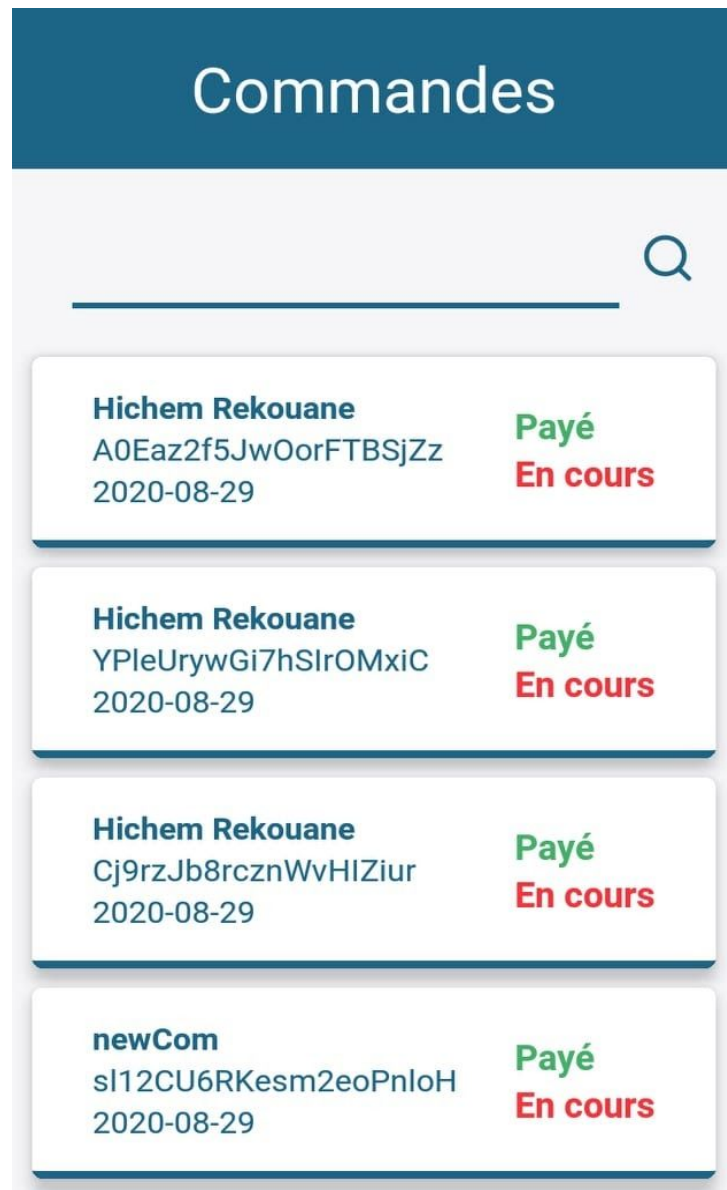 Commandes
Hichem Rekouane
A0Eaz2f5JwOorFTBSjZz
2020-08-29
Payé
En cours
Hichem Rekouane
YPleUrywGi7hSIrOMxiC
2020-08-29
Payé
En cours
Hichem Rekouane
Cj9rzJb8rcznWvHIZiur
2020-08-29
Payé
En cours
newCom
sl12CU6RKesm2eoPnloH
2020-08-29
Payé
En cours